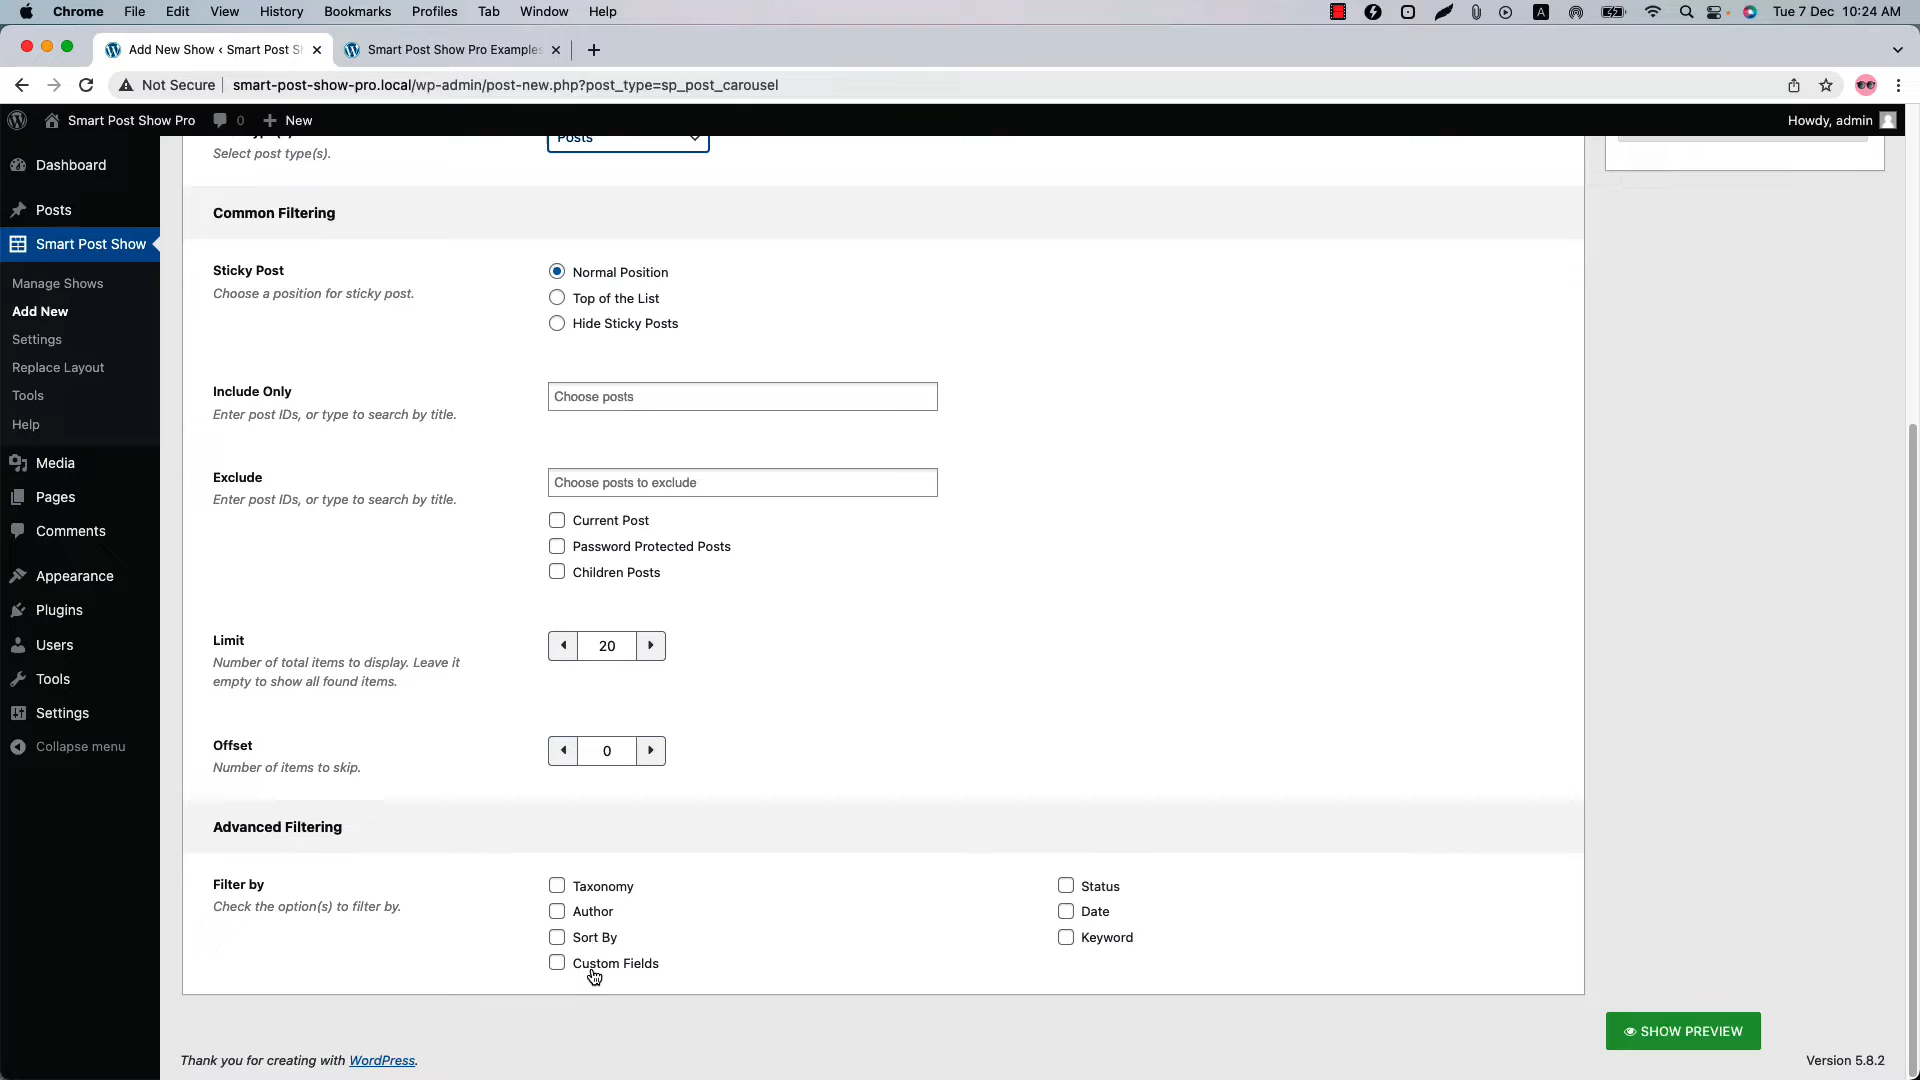 Chrome File Edit View History Bookmarks Profiles Tab Window Help
A Tue 7 Dec 10:24 AM
Add New Show ‹ Smart Post S
Smart Post Show Pro Examples
Not Secure smart-post-show-pro.local/wp-admin/post-new.php?post_type=sp_post_carousel
Smart Post Show Pro 0 New
Howdy, admin
Dashboard
Posts
Smart Post Show
Manage Shows
Add New
Settings
Replace Layout
Tools
Help
Media
Pages
Comments
Appearance
Plugins
Users
Tools
Settings
Collapse menu
Posts
Select post type(s).
Common Filtering
Sticky Post
Choose a position for sticky post.
Normal Position
Top of the List
Hide Sticky Posts
Include Only
Enter post IDs, or type to search by title.
Choose posts
Exclude
Enter post IDs, or type to search by title.
Choose posts to exclude
Current Post
Password Protected Posts
Children Posts
Limit
Number of total items to display. Leave it
empty to show all found items.
20
Offset
Number of items to skip.
0
Advanced Filtering
Filter by
Check the option(s) to filter by.
Taxonomy
Author
Sort By
Custom Fields
Status
Date
Keyword
SHOW PREVIEW
Thank you for creating with WordPress.
Version 5.8.2